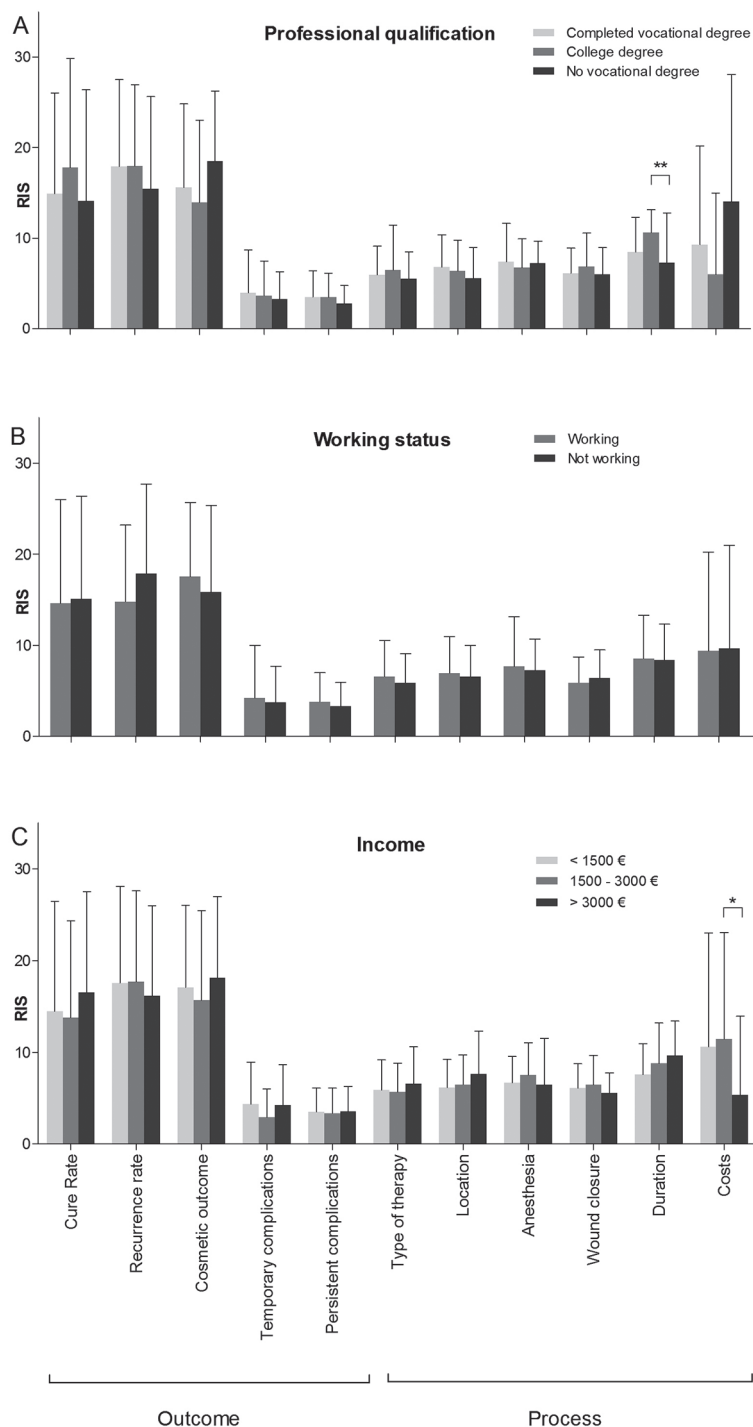 A
Professional qualification
Completed vocational degree
College degree
No vocational degree
30
20
10
0
RIS
**
B
Working status
Working
Not working
30
20
10
0
RIS
C
Income
< 1500 €
1500 - 3000 €
> 3000 €
30
20
10
0
RIS
*
Cure Rate
Recurrence rate
Cosmetic outcome
Temporary complications
Persistent complications
Type of therapy
Location
Anesthesia
Wound closure
Duration
Costs
Outcome
Process